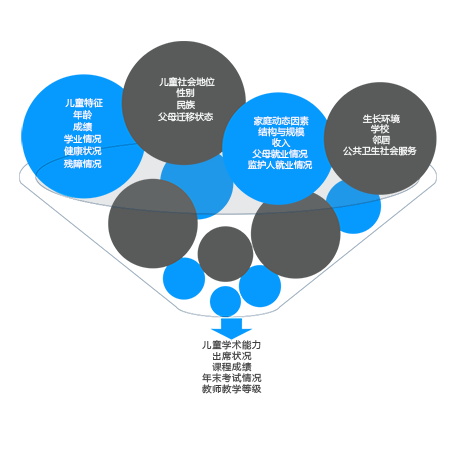 儿童特征
年龄
成绩
学业情况
健康状况
残障情况
儿童社会地位
性别
民族
父母迁移状态
家庭动态因素
结构与规模
收入
父母就业情况
监护人就业情况
生长环境
学校
邻居
公共卫生社会服务
儿童学术能力
出席状况
课程成绩
年末考试情况
教师教学等级